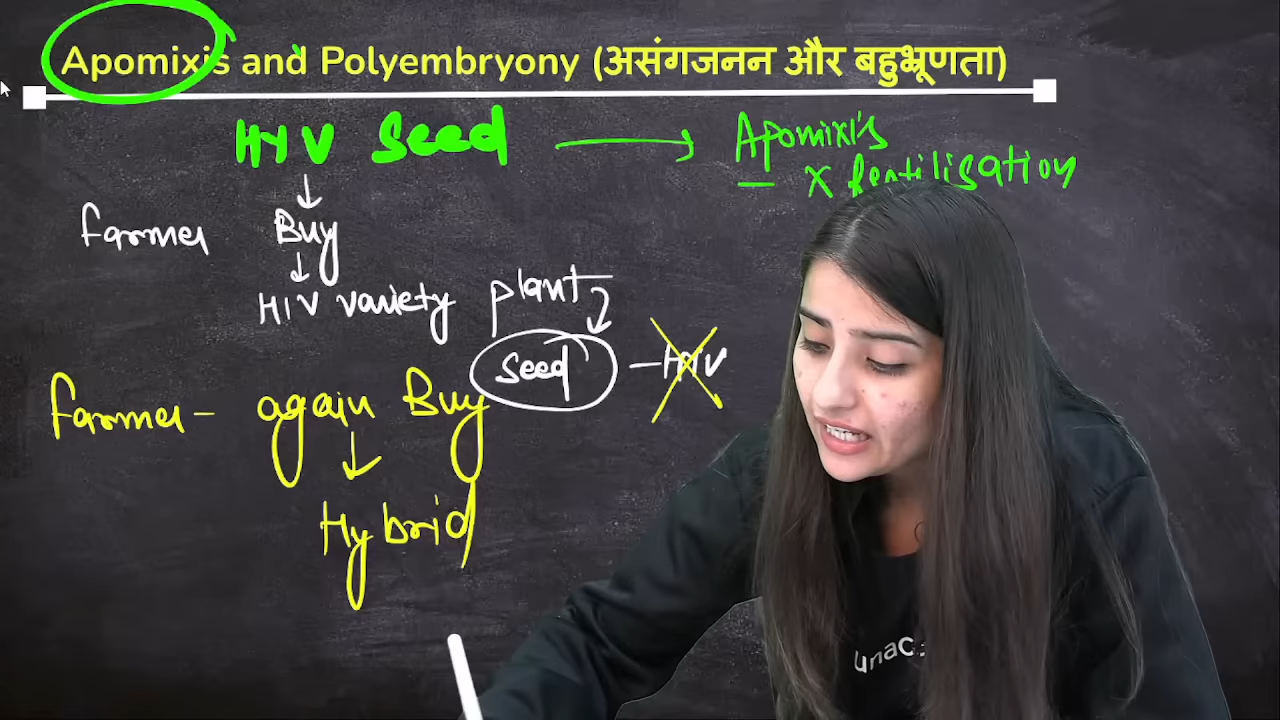 Apomixis and Polyembryony (असंगजनन और बहुभ्रूणता)
HYV Seed → Apomixis
x fertilisation
Farmer Buy
HYV variety plant
Seed – HYV
Farmer – again Buy
Hybrid
unac